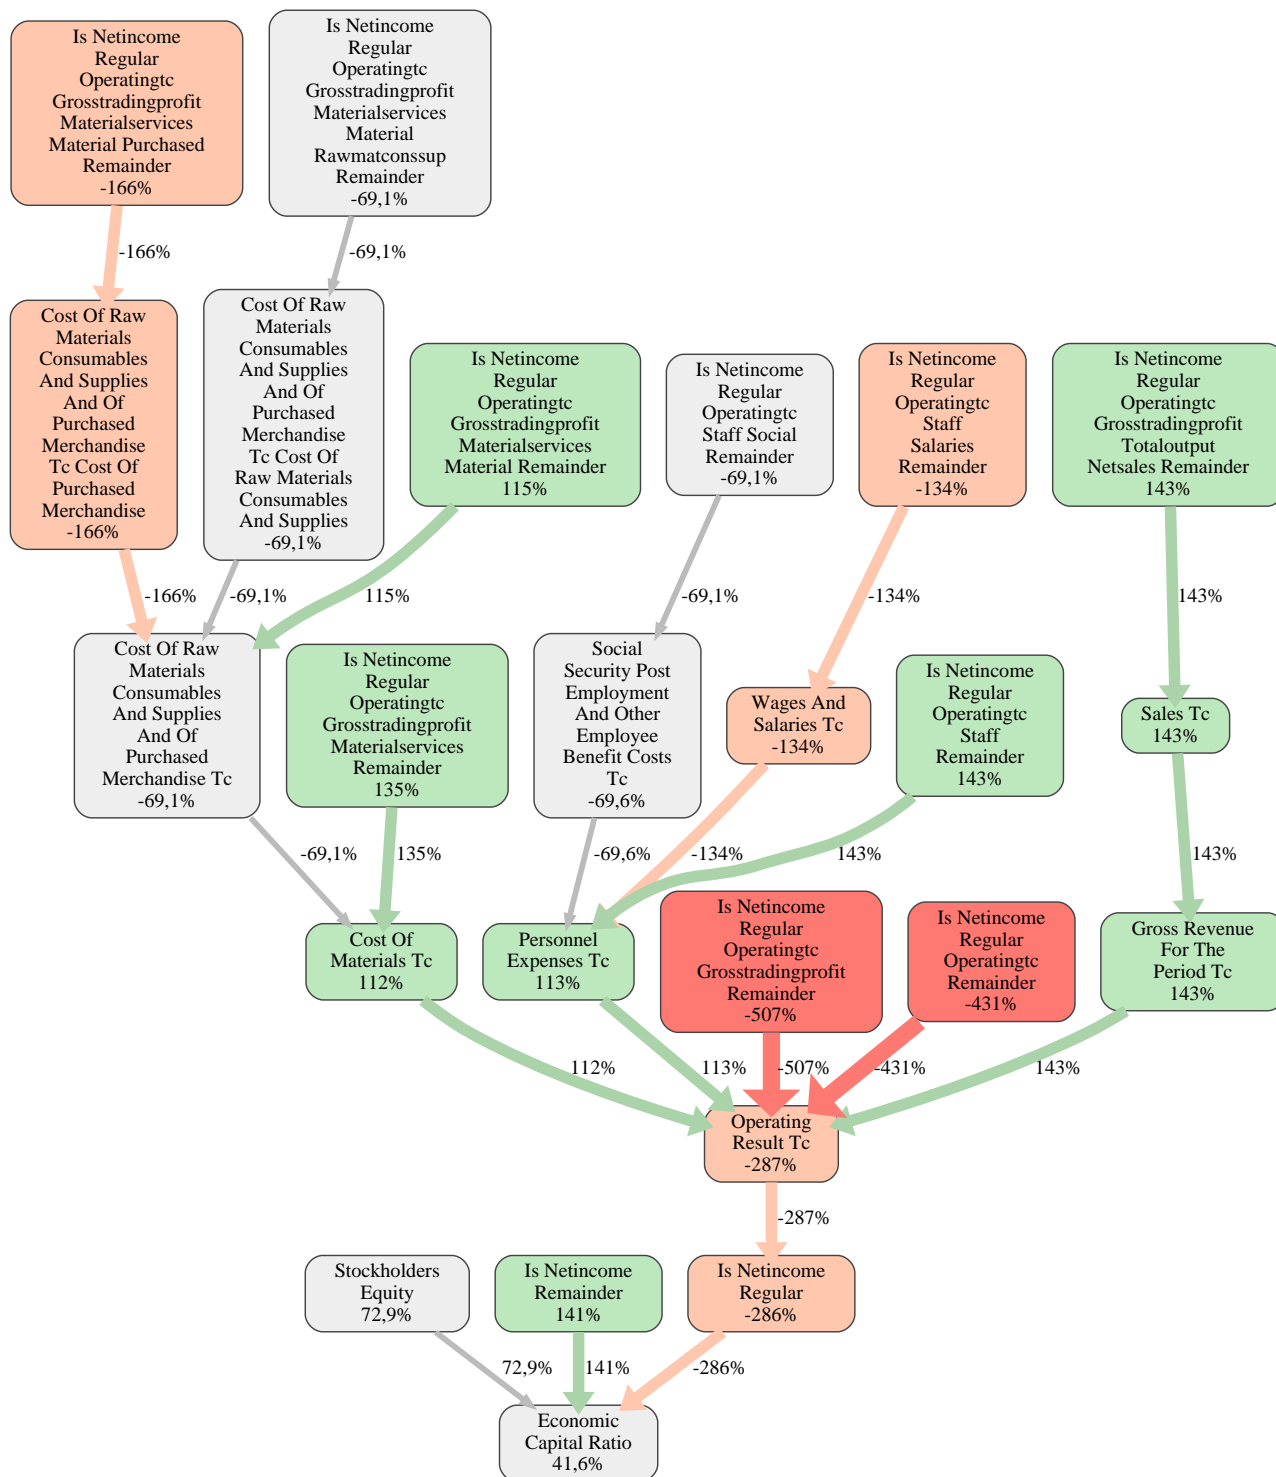 Is Netincome
Regular
Operatingtc
Grosstradingprofit
Materialservices
Material Purchased
Remainder
-166%
Is Netincome
Regular
Operatingtc
Grosstradingprofit
Materialservices
Material
Rawmatconssup
Remainder
-69,1%
-166%
-69,1%
Cost Of Raw
Materials
Consumables
And Supplies
And Of
Purchased
Merchandise
Tc Cost Of
Purchased
Merchandise
-166%
Cost Of Raw
Materials
Consumables
And Supplies
And Of
Purchased
Merchandise
Tc Cost Of
Raw Materials
Consumables
And Supplies
-69,1%
Is Netincome
Regular
Operatingtc
Grosstradingprofit
Materialservices
Material Remainder
115%
Is Netincome
Regular
Operatingtc
Staff Social
Remainder
-69,1%
Is Netincome
Regular
Operatingtc
Staff
Salaries
Remainder
-134%
Is Netincome
Regular
Operatingtc
Grosstradingprofit
Totaloutput
Netsales Remainder
143%
-166%
-69,1%
115%
-69,1%
-134%
143%
Cost Of Raw
Materials
Consumables
And Supplies
And Of
Purchased
Merchandise Tc
-69,1%
Is Netincome
Regular
Operatingtc
Grosstradingprofit
Materialservices
Remainder
135%
Social
Security Post
Employment
And Other
Employee
Benefit Costs
Tc
-69,6%
Wages And
Salaries Tc
-134%
Is Netincome
Regular
Operatingtc
Staff
Remainder
143%
Sales Tc
143%
-69,1%
135%
-69,6%
-134%
143%
143%
Cost Of
Materials Tc
112%
Personnel
Expenses Tc
113%
Is Netincome
Regular
Operatingtc
Grosstradingprofit
Remainder
-507%
Is Netincome
Regular
Operatingtc
Remainder
-431%
Gross Revenue
For The
Period Tc
143%
112%
113%
-507%
-431%
143%
Operating
Result Tc
-287%
-287%
Stockholders
Equity
72,9%
Is Netincome
Remainder
141%
Is Netincome
Regular
-286%
72,9%
141%
-286%
Economic
Capital Ratio
41,6%